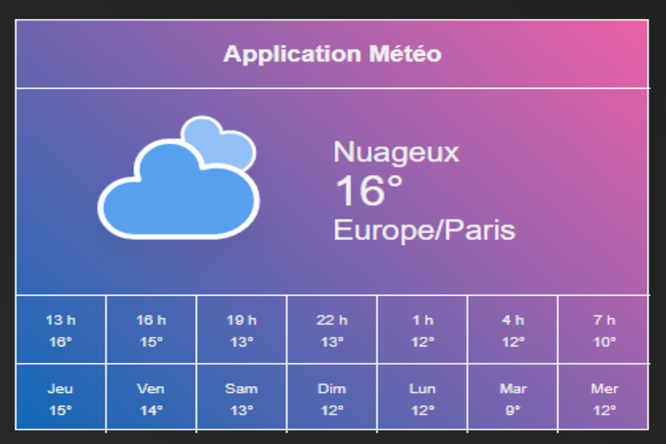 Application Météo
Nuageux
16°
Europe/Paris
13 h 16 h 19 h 22 h 1 h 4 h 7 h
16° 15° 13° 13° 12° 12° 10°
Jeu Ven Sam Dim Lun Mar Mer
15° 14° 13° 12° 12° 9° 12°